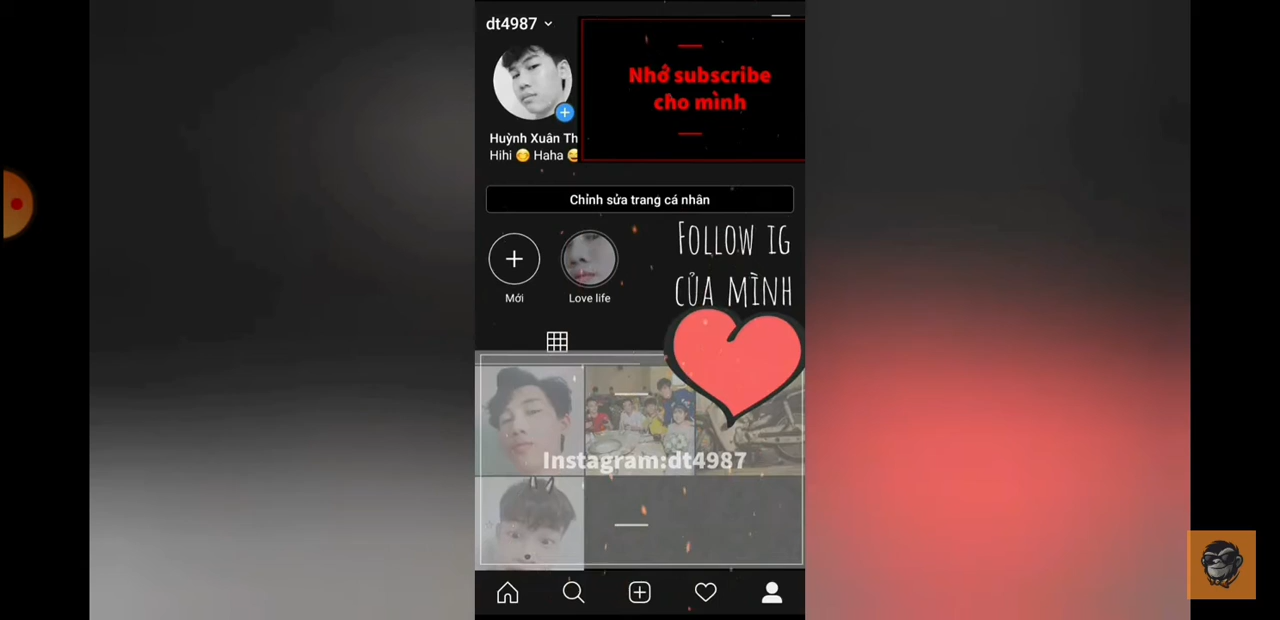 dt4987
Nhớ subscribe
cho mình
Huỳnh Xuân Th
Hihi 😊 Haha 😅
Chỉnh sửa trang cá nhân
FOLLOW IG
CỦA MÌNH
Mới
Love life
Instagram:dt4987